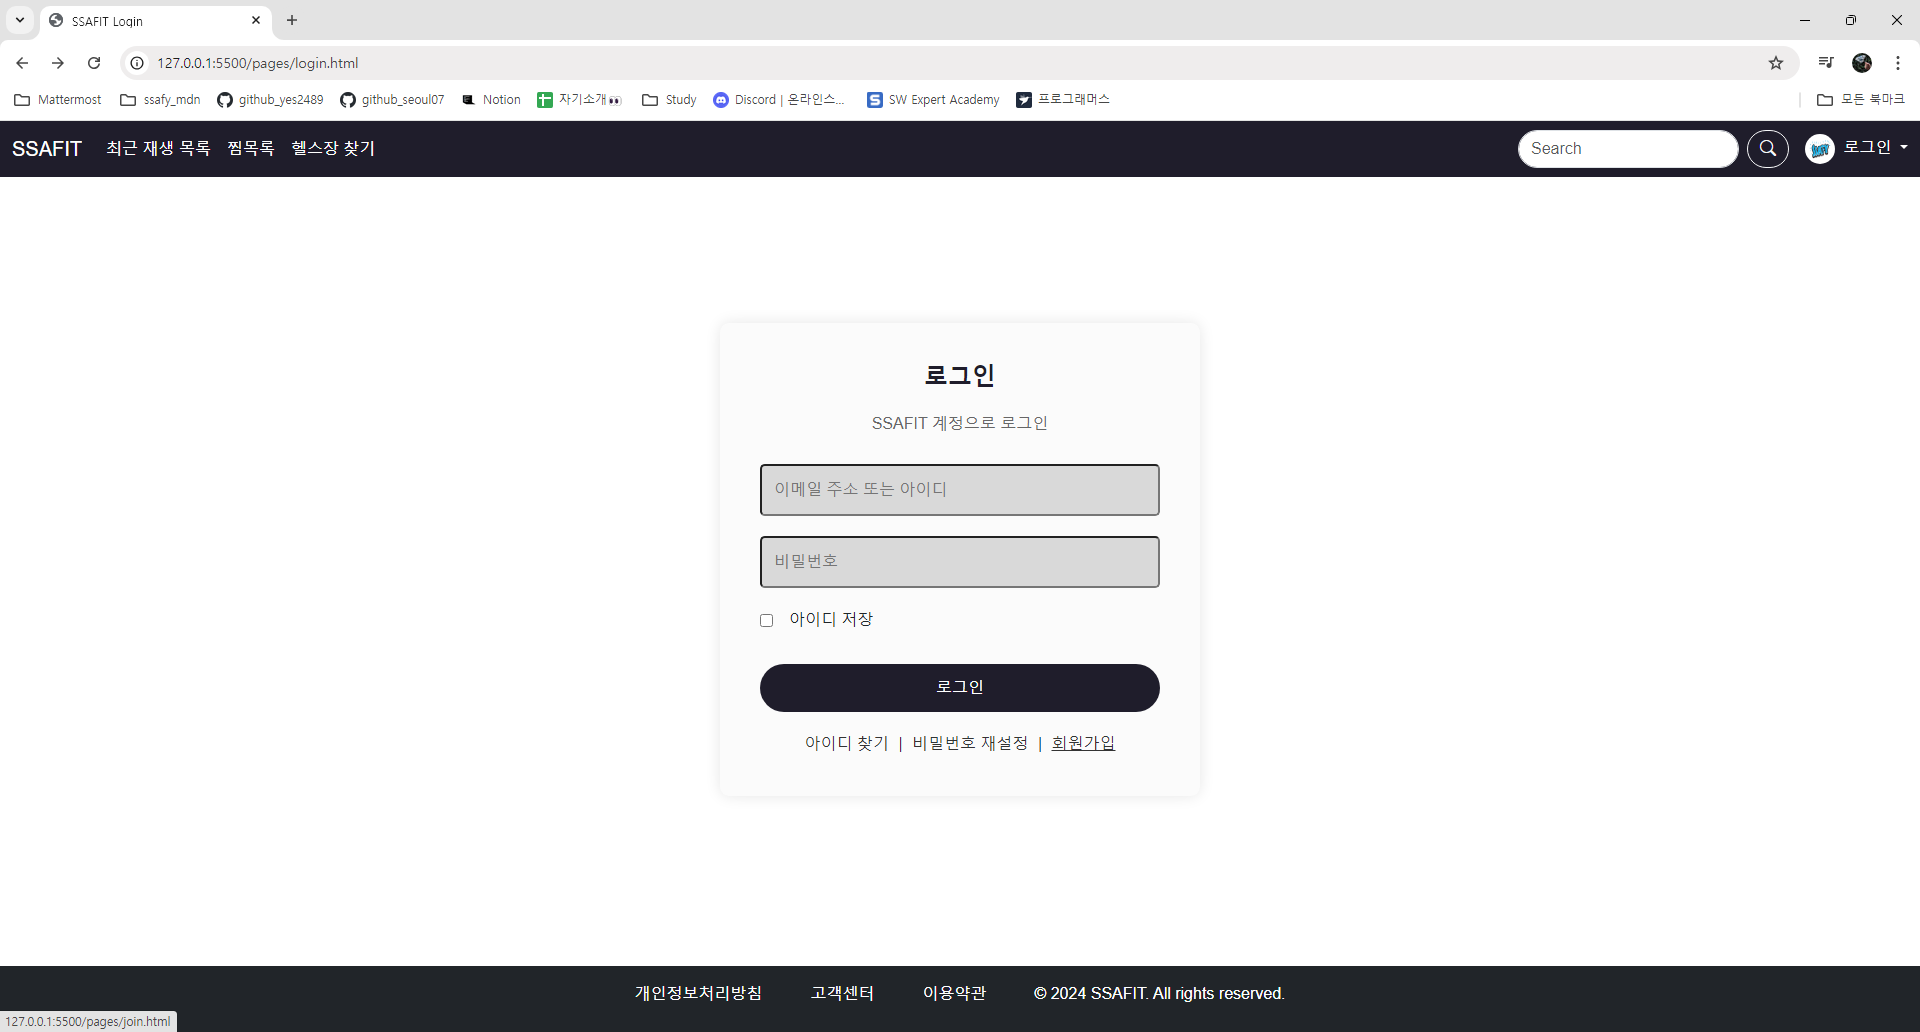 SSAFIT Login
127.0.0.1:5500/pages/login.html
Mattermost ssafy_mdn github_yes2489 github_seoul07 Notion 자기소개👀 Study Discord | 온라인스... SW Expert Academy 프로그래머스 모든 북마크
SSAFIT 최근 재생 목록 찜목록 헬스장 찾기 Search 로그인
로그인
SSAFIT 계정으로 로그인
이메일 주소 또는 아이디
비밀번호
아이디 저장
로그인
아이디 찾기 | 비밀번호 재설정 | 회원가입
개인정보처리방침 고객센터 이용약관 © 2024 SSAFIT. All rights reserved.
127.0.0.1:5500/pages/join.html